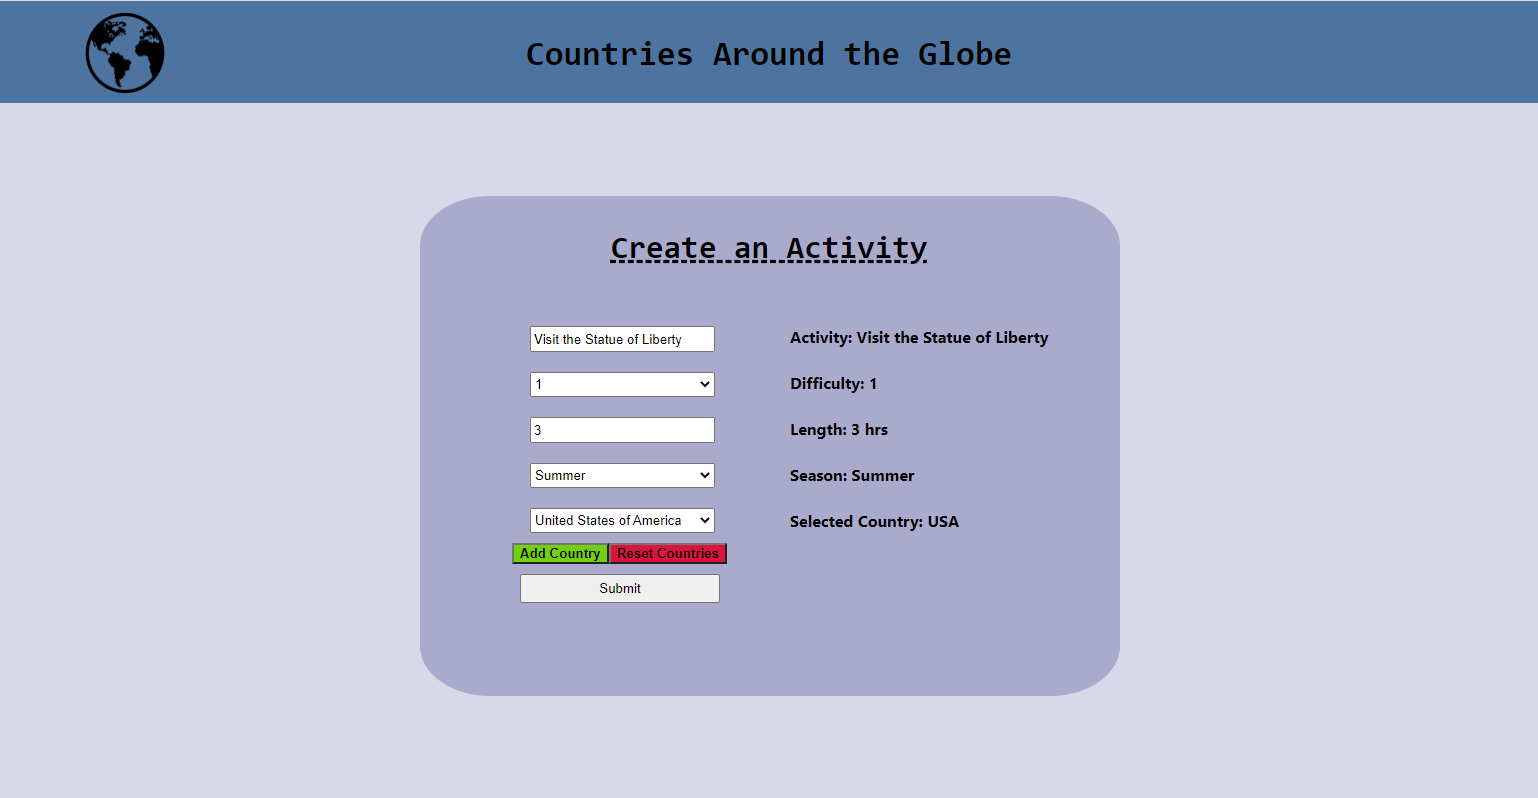 Countries Around the Globe
Create an Activity
Visit the Statue of Liberty
1
3
Summer
United States of America
Add Country Reset Countries
Submit
Activity: Visit the Statue of Liberty
Difficulty: 1
Length: 3 hrs
Season: Summer
Selected Country: USA